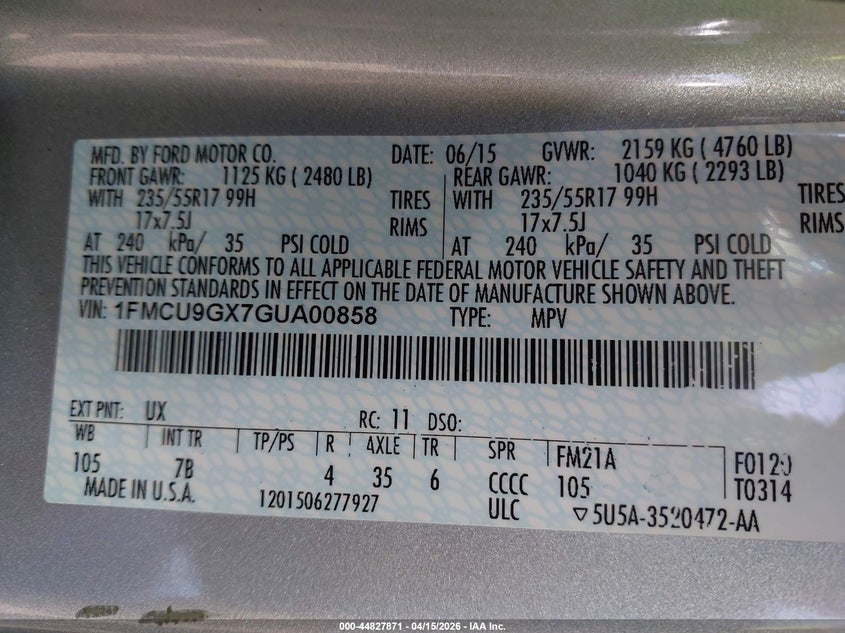 MFD. BY FORD MOTOR CO. DATE: 06/15 GVWR: 2159 KG ( 4760 LB)
FRONT GAWR: 1125 KG ( 2480 LB) REAR GAWR: 1040 KG ( 2293 LB)
WITH 235/55R17 99H TIRES WITH 235/55R17 99H TIRES
17x7.5J RIMS 17x7.5J RIMS
AT 240 kPa/ 35 PSI COLD AT 240 kPa/ 35 PSI COLD
THIS VEHICLE CONFORMS TO ALL APPLICABLE FEDERAL MOTOR VEHICLE SAFETY AND THEFT
PREVENTION STANDARDS IN EFFECT ON THE DATE OF MANUFACTURE SHOWN ABOVE.
VIN: 1FMCU9GX7GUA00858 TYPE: MPV
EXT PNT: UX RC: 11 DSO:
WB INT TR TP/PS R AXLE TR SPR FM21A
105 7B 4 35 6 CCCC 105 T0314
MADE IN U.S.A. 1201506277927 ULC ▽5U5A-3520472-AA
000-44827871 - 04/15/2026 - IAA Inc.